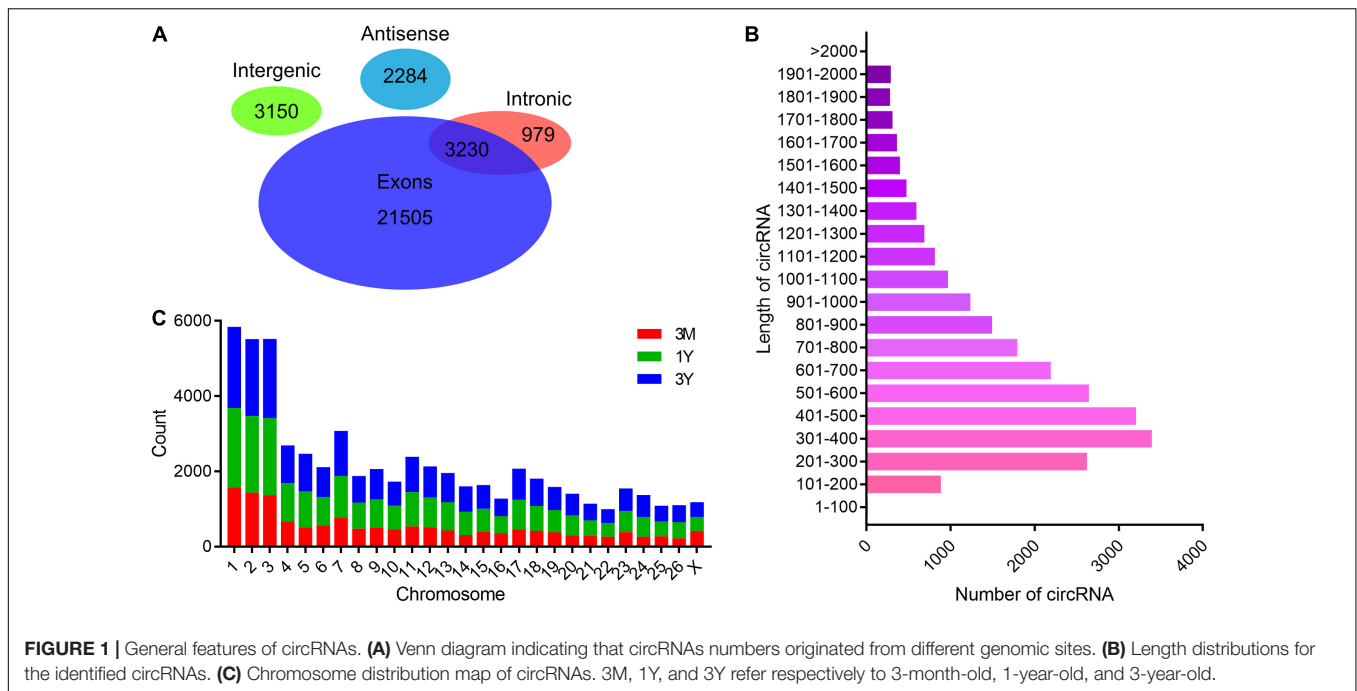 A
Antisense
2284
Intergenic
3150
Intronic
979
3230
Exons
21505
B
Length of circRNA
>2000
1901-2000
1801-1900
1701-1800
1601-1700
1501-1600
1401-1500
1301-1400
1201-1300
1101-1200
1001-1100
901-1000
801-900
701-800
601-700
501-600
401-500
301-400
201-300
101-200
1-100
0 1000 2000 3000 4000
Number of circRNA
C
6000
4000
2000
0
Count
3M
1Y
3Y
1 2 3 4 5 6 7 8 9 10 11 12 13 14 15 16 17 18 19 20 21 22 23 24 25 26 X
Chromosome
FIGURE 1 | General features of circRNAs. (A) Venn diagram indicating that circRNAs numbers originated from different genomic sites. (B) Length distributions for
the identified circRNAs. (C) Chromosome distribution map of circRNAs. 3M, 1Y, and 3Y refer respectively to 3-month-old, 1-year-old, and 3-year-old.